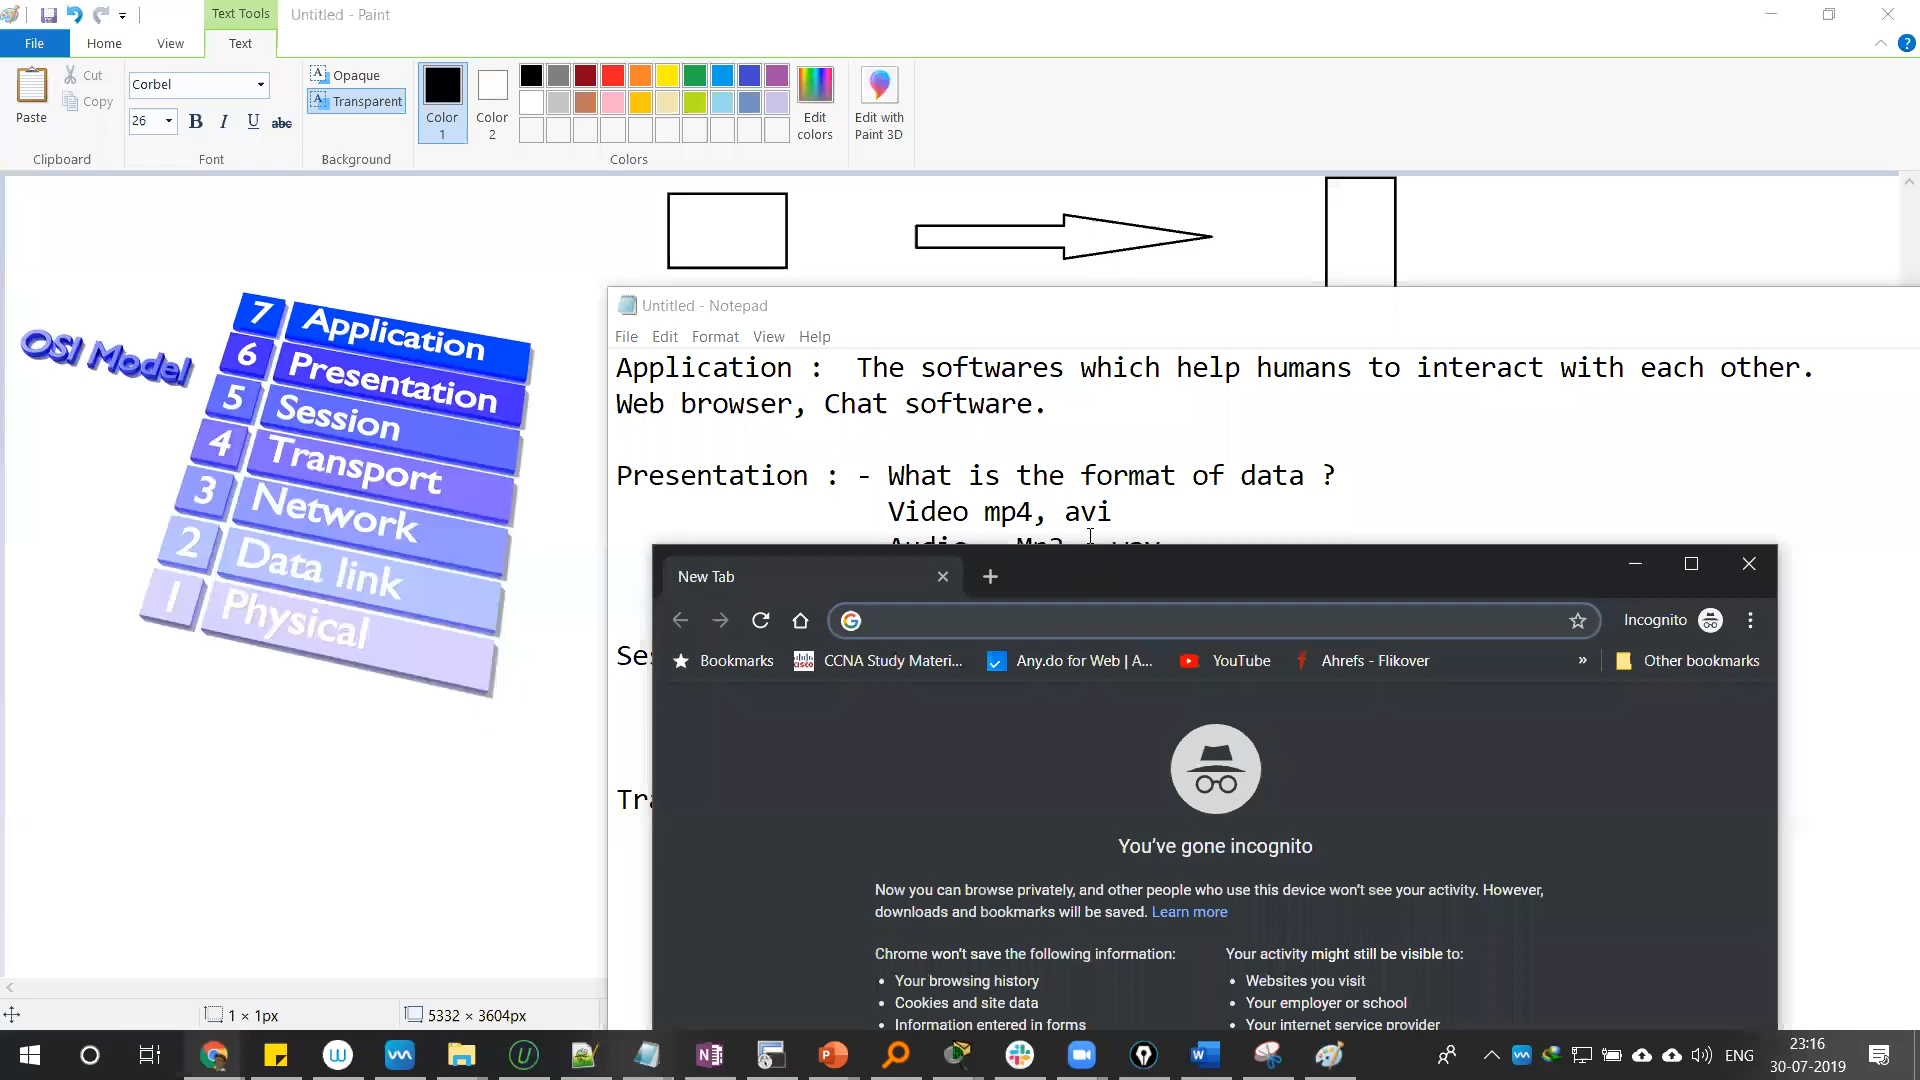 Text Tools
Untitled - Paint
File
Home
View
Text
Paste
Cut
Copy
Clipboard
Corbel
26
B I U abc
Font
Opaque
Transparent
Background
Color 1
Color 2
Edit colors
Colors
Edit with Paint 3D
OSI Model
7 Application
6 Presentation
5 Session
4 Transport
3 Network
2 Data link
1 Physical
Untitled - Notepad
File Edit Format View Help
Application : The softwares which help humans to interact with each other.
Web browser, Chat software.
Presentation : - What is the format of data ?
Video mp4, avi
New Tab
Incognito
Bookmarks
CCNA Study Materi...
Any.do for Web | A...
YouTube
Ahrefs - Flikover
»
Other bookmarks
You've gone incognito
Now you can browse privately, and other people who use this device won't see your activity. However,
downloads and bookmarks will be saved. Learn more
Chrome won't save the following information:
• Your browsing history
• Cookies and site data
• Information entered in forms
Your activity might still be visible to:
• Websites you visit
• Your employer or school
• Your internet service provider
1 × 1px
5332 × 3604px
ENG
23:16
30-07-2019